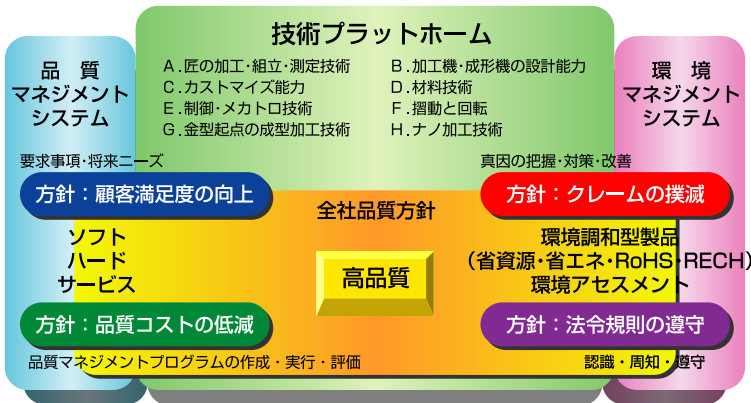 技術プラットホーム
A.匠の加工・組立・測定技術
B.加工機・成形機の設計能力
C.カストマイズ能力
D.材料技術
E.制御・メカトロ技術
F.摺動と回転
G.金型起点の成型加工技術
H.ナノ加工技術
品 質
マネジメント
システム
環 境
マネジメント
システム
要求事項・将来ニーズ
真因の把握・対策・改善
方針：顧客満足度の向上
方針：クレームの撲滅
全社品質方針
ソフト
ハード
サービス
高品質
環境調和型製品
（省資源・省エネ・RoHS・RECH）
環境アセスメント
方針：品質コストの低減
方針：法令規則の遵守
品質マネジメントプログラムの作成・実行・評価
認識・周知・遵守